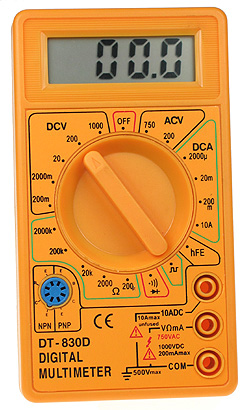 00.0
DCV 1000 OFF 750 ACV
200 200
20 DCA
2000m 2000µ
200m 20m
200m
10A
2000k hFE
200k
20k 2000 Ω 200
10ADC
10Amax
unfused
VΩmA
750VAC
1000VDC
200mAmax
COM
500Vmax
NPN PNP
CE
DT-830D
DIGITAL
MULTIMETER